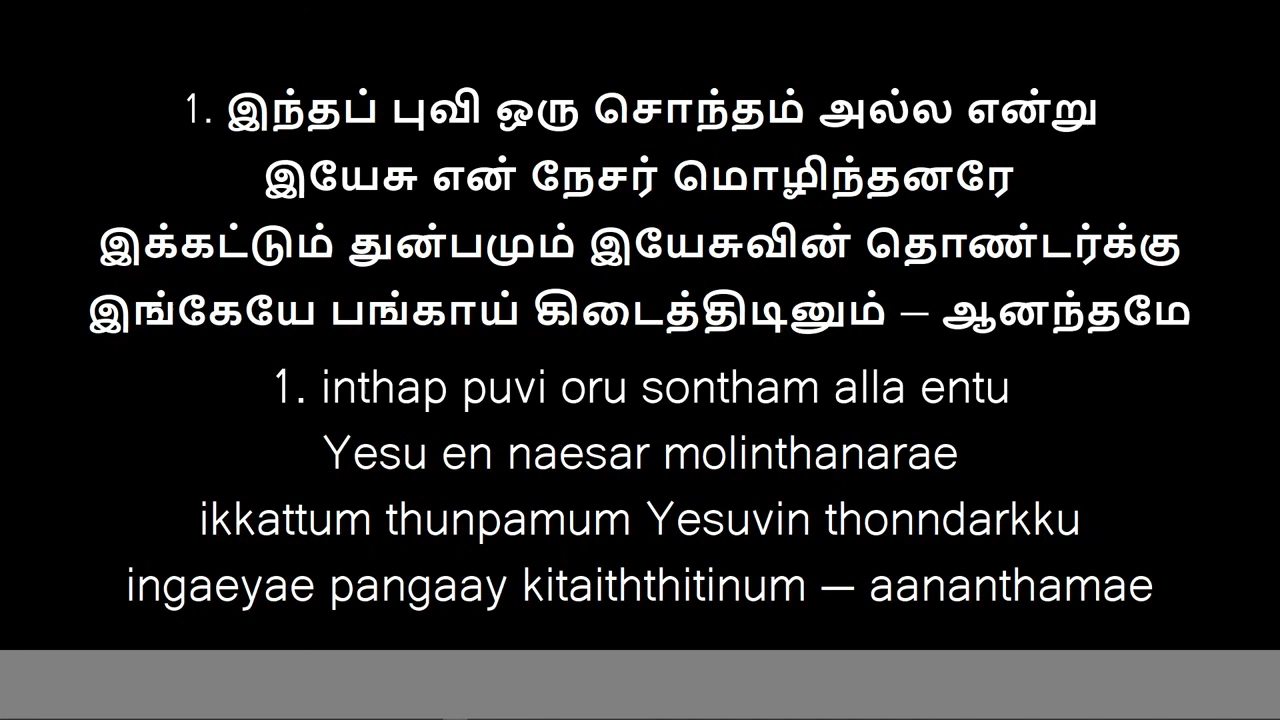 1. இந்தப் புவி ஒரு சொந்தம் அல்ல என்று
இயேசு என் நேசர் மொழிந்தனரே
இக்கட்டும் துன்பமும் இயேசுவின் தொண்டர்க்கு
இங்கேயே பங்காய் கிடைத்திடினும் – ஆனந்தமே
1. inthap puvi oru sontham alla entu
Yesu en naesar molinthanarae
ikkattum thunpamum Yesuvin thonndarkku
ingaeyae pangaay kitaiththitinum – aananthamae